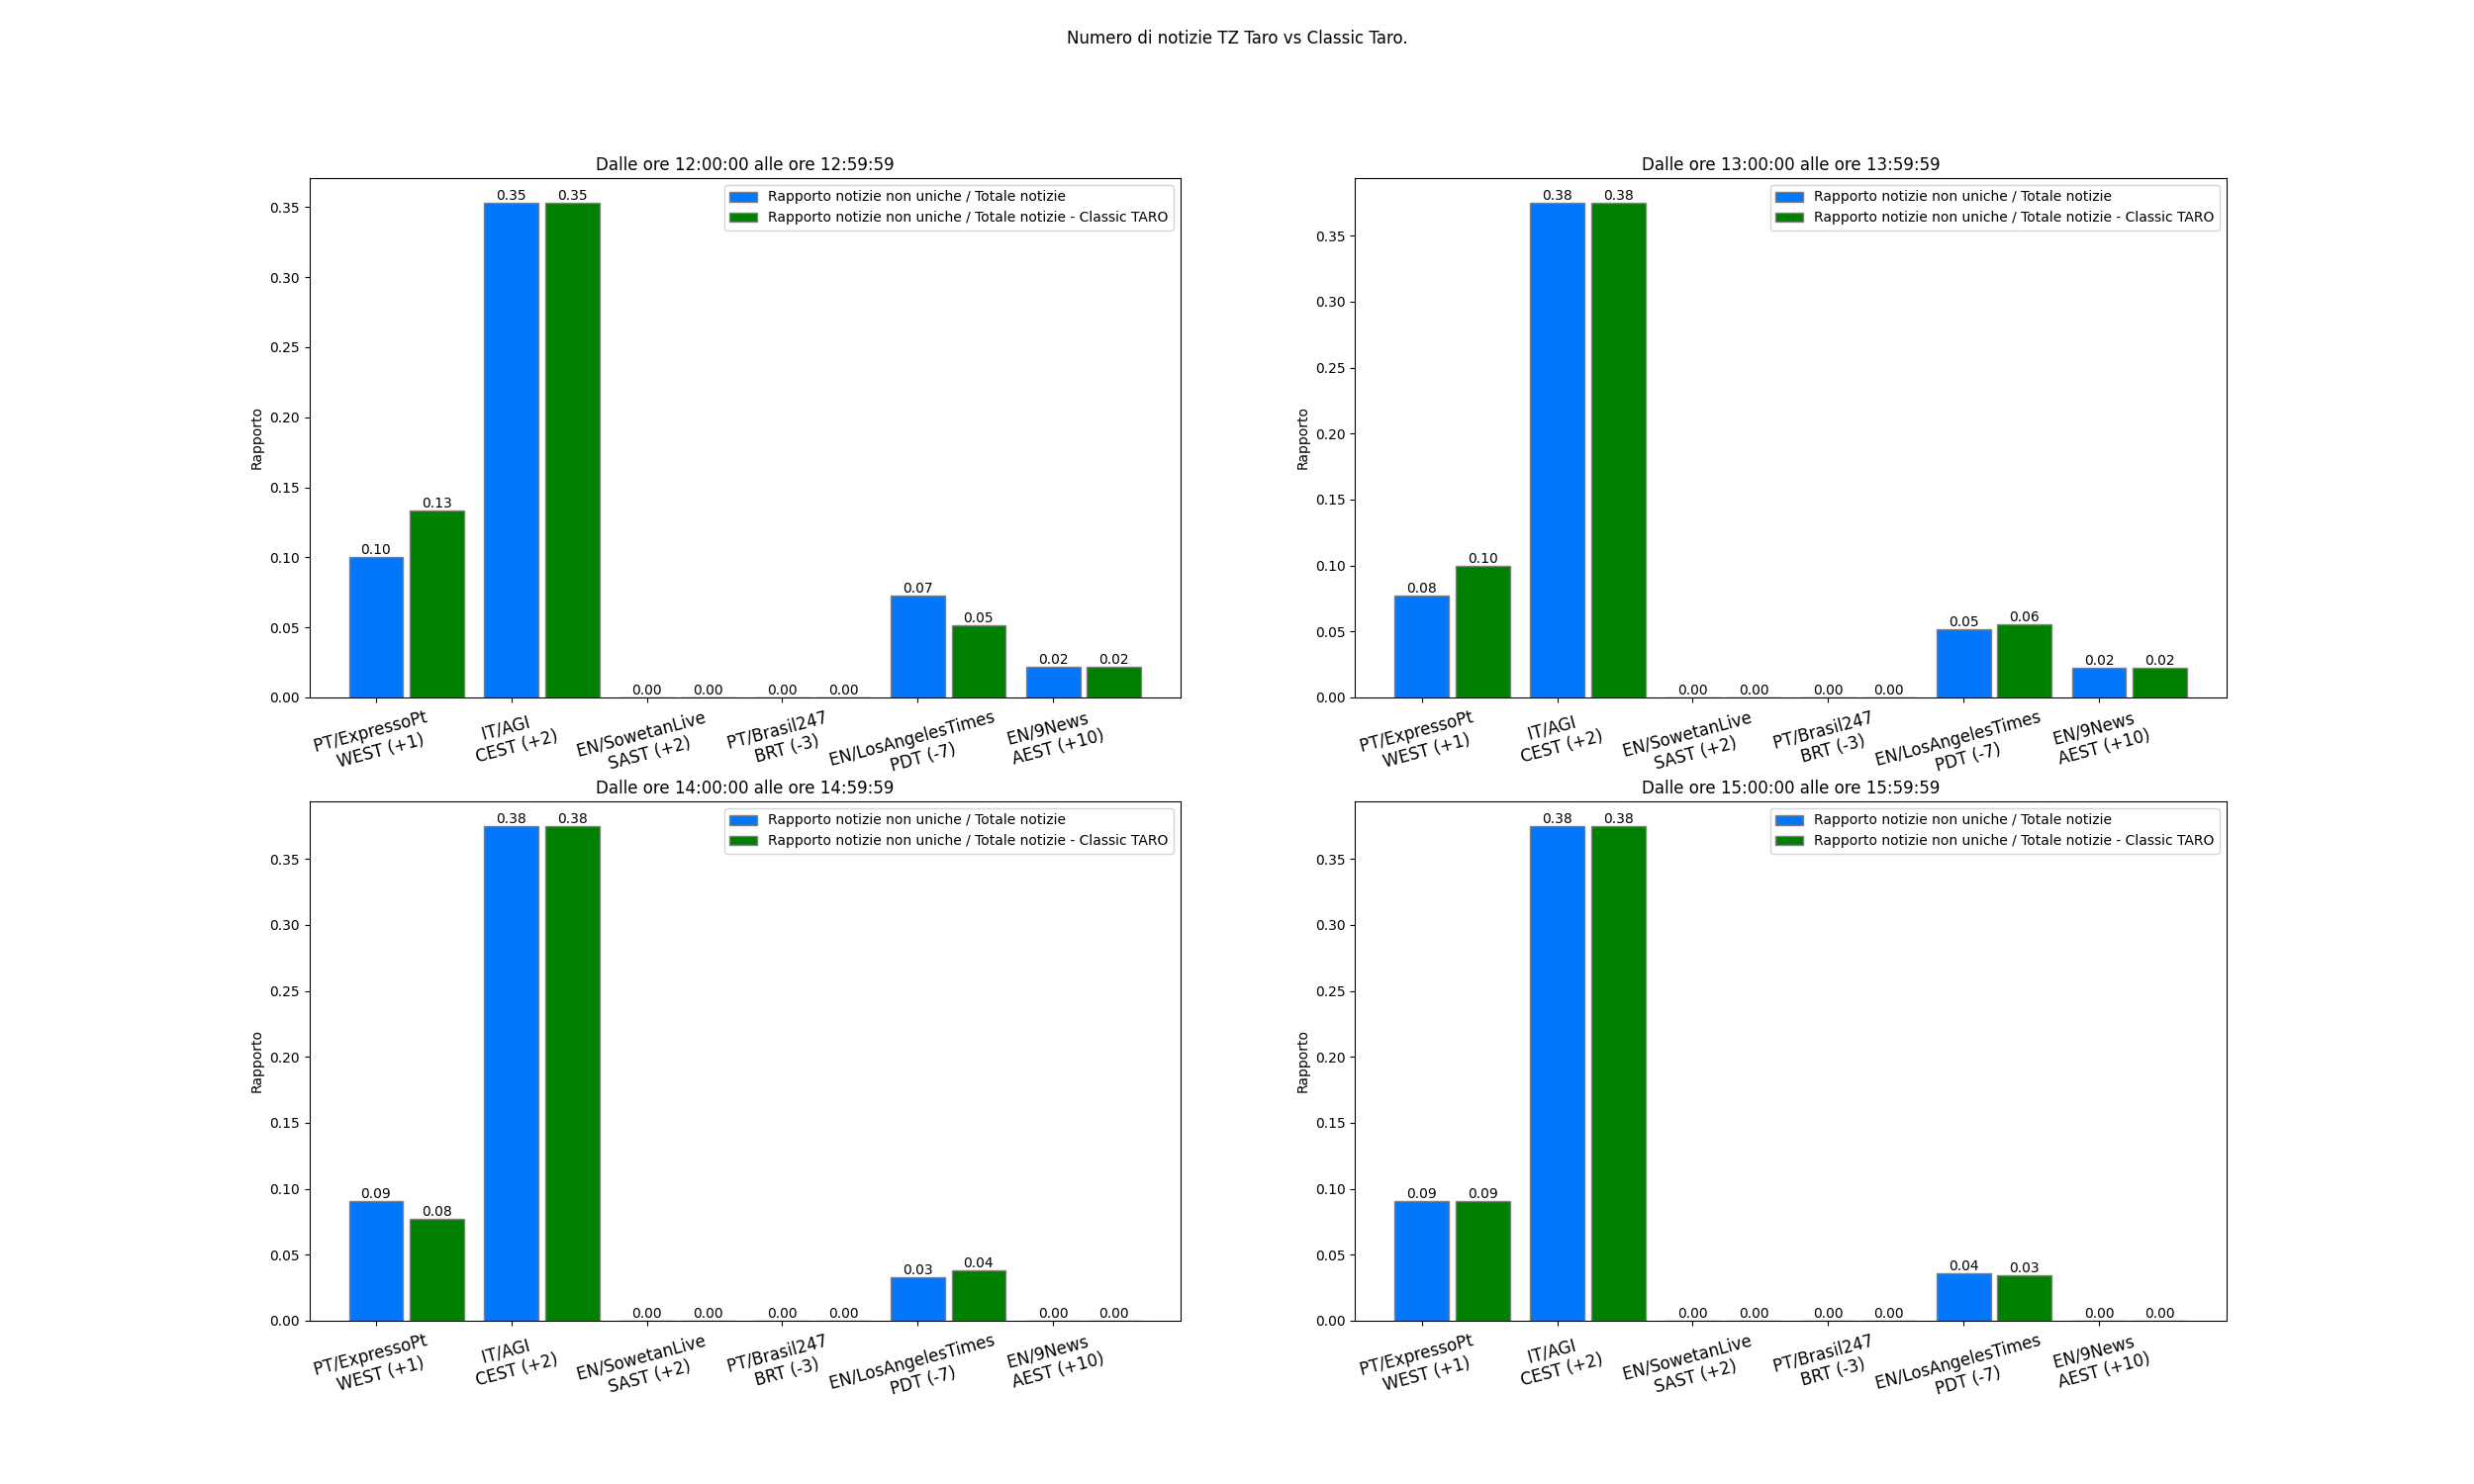 Numero di notizie TZ Taro vs Classic Taro.
Dalle ore 12:00:00 alle ore 12:59:59
Rapporto notizie non uniche / Totale notizie
Rapporto notizie non uniche / Totale notizie - Classic TARO
Rapporto
0.35
0.30
0.25
0.20
0.15
0.10
0.05
0.00
0.10
0.13
0.35
0.35
0.00
0.00
0.00
0.00
0.07
0.05
0.02
0.02
PT/ExpressoPt
WEST (+1)
IT/AGI
CEST (+2)
EN/SowetanLive
SAST (+2)
PT/Brasil247
BRT (-3)
EN/LosAngelesTimes
PDT (-7)
EN/9News
AEST (+10)
Dalle ore 13:00:00 alle ore 13:59:59
Rapporto notizie non uniche / Totale notizie
Rapporto notizie non uniche / Totale notizie - Classic TARO
Rapporto
0.35
0.30
0.25
0.20
0.15
0.10
0.05
0.00
0.08
0.10
0.38
0.38
0.00
0.00
0.00
0.00
0.05
0.06
0.02
0.02
PT/ExpressoPt
WEST (+1)
IT/AGI
CEST (+2)
EN/SowetanLive
SAST (+2)
PT/Brasil247
BRT (-3)
EN/LosAngelesTimes
PDT (-7)
EN/9News
AEST (+10)
Dalle ore 14:00:00 alle ore 14:59:59
Rapporto notizie non uniche / Totale notizie
Rapporto notizie non uniche / Totale notizie - Classic TARO
Rapporto
0.35
0.30
0.25
0.20
0.15
0.10
0.05
0.00
0.09
0.08
0.38
0.38
0.00
0.00
0.00
0.00
0.03
0.04
0.00
0.00
PT/ExpressoPt
WEST (+1)
IT/AGI
CEST (+2)
EN/SowetanLive
SAST (+2)
PT/Brasil247
BRT (-3)
EN/LosAngelesTimes
PDT (-7)
EN/9News
AEST (+10)
Dalle ore 15:00:00 alle ore 15:59:59
Rapporto notizie non uniche / Totale notizie
Rapporto notizie non uniche / Totale notizie - Classic TARO
Rapporto
0.35
0.30
0.25
0.20
0.15
0.10
0.05
0.00
0.09
0.09
0.38
0.38
0.00
0.00
0.00
0.00
0.04
0.03
0.00
0.00
PT/ExpressoPt
WEST (+1)
IT/AGI
CEST (+2)
EN/SowetanLive
SAST (+2)
PT/Brasil247
BRT (-3)
EN/LosAngelesTimes
PDT (-7)
EN/9News
AEST (+10)